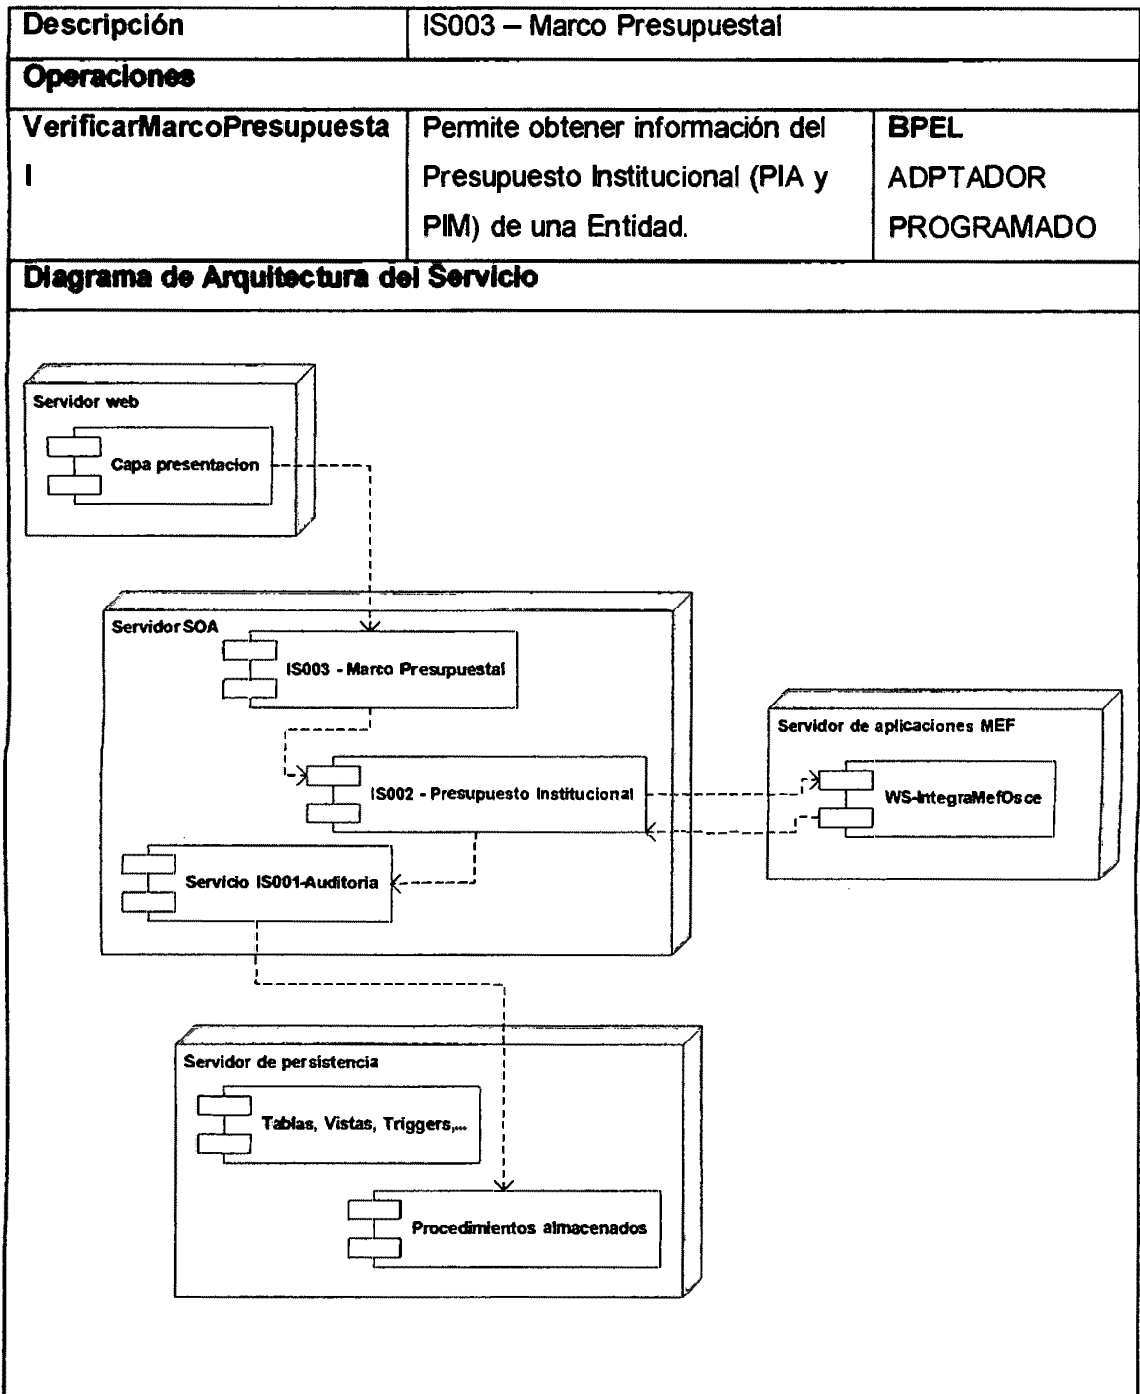 Descripción
IS003 – Marco Presupuestal
Operaciones
VerificarMarcoPresupuesta
l
Permite obtener información del
Presupuesto Institucional (PIA y
PIM) de una Entidad.
BPEL
ADPTADOR
PROGRAMADO
Diagrama de Arquitectura del Servicio
Servidor web
Capa presentacion
Servidor SOA
IS003 - Marco Presupuestal
IS002 - Presupuesto Institucional
Servicio IS001-Auditoria
Servidor de aplicaciones MEF
WS-IntegraMefOsce
Servidor de persistencia
Tablas, Vistas, Triggers,...
Procedimientos almacenados